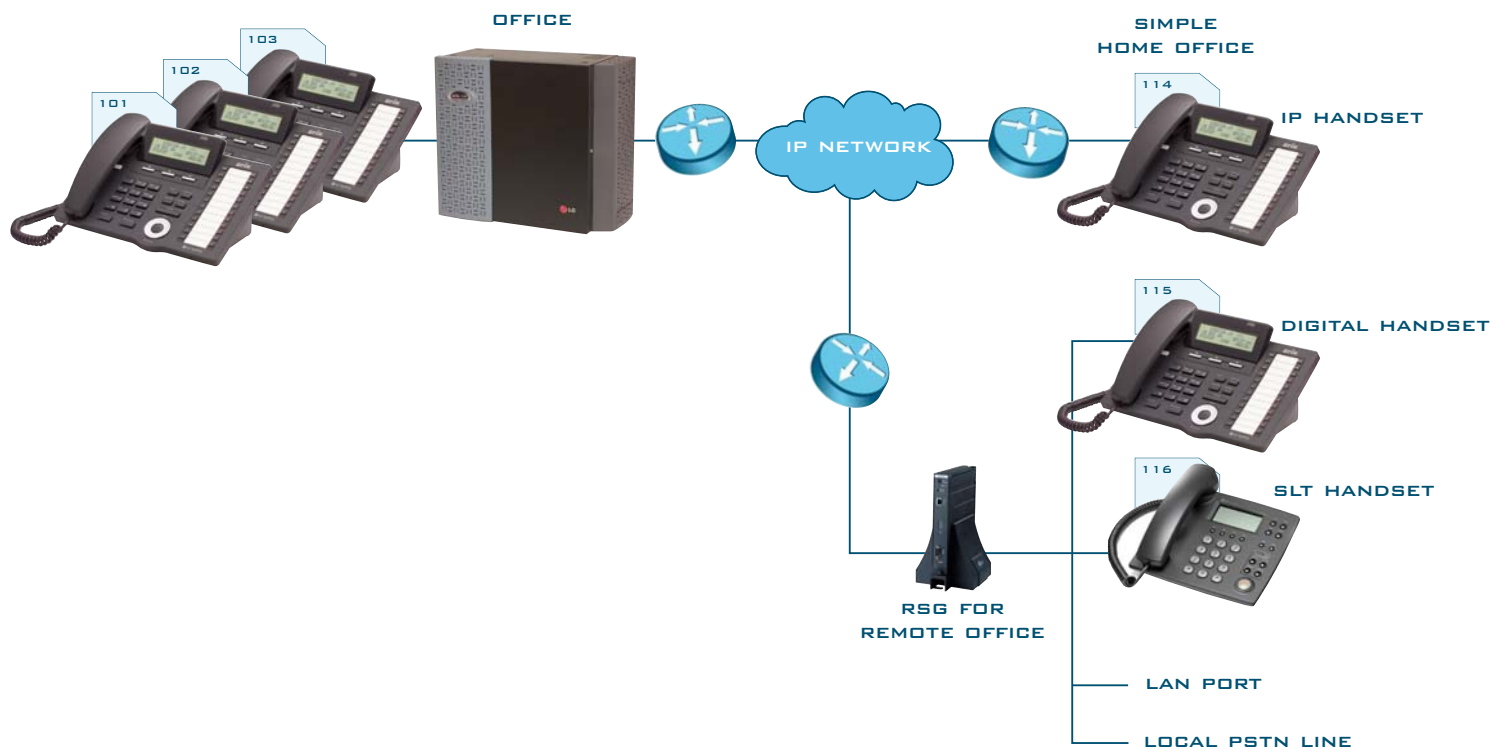 OFFICE
SIMPLE
HOME OFFICE
103
102
101
114
IP HANDSET
IP NETWORK
LG
115
DIGITAL HANDSET
116
SLT HANDSET
RSG FOR
REMOTE OFFICE
LAN PORT
LOCAL PSTN LINE